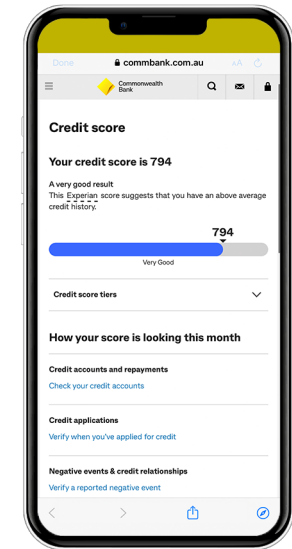 Done
commbank.com.au
AA
Commonwealth
Bank
Credit score
Your credit score is 794
A very good result
This Experian score suggests that you have an above average
credit history.
794
Very Good
Credit score tiers
How your score is looking this month
Credit accounts and repayments
Check your credit accounts
Credit applications
Verify when you've applied for credit
Negative events & credit relationships
Verify a reported negative event